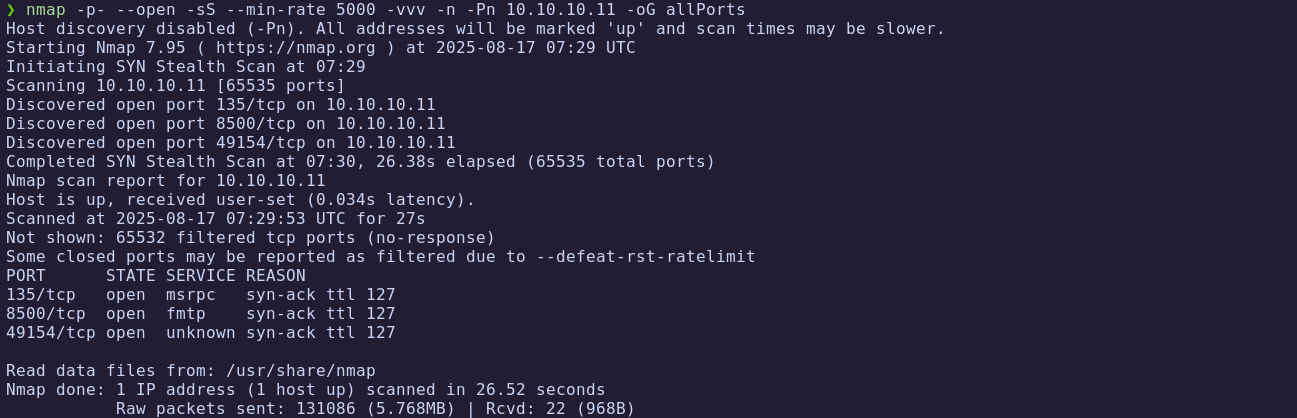 ❯ nmap -p- --open -sS --min-rate 5000 -vvv -n -Pn 10.10.10.11 -oG allPorts
Host discovery disabled (-Pn). All addresses will be marked 'up' and scan times may be slower.
Starting Nmap 7.95 ( https://nmap.org ) at 2025-08-17 07:29 UTC
Initiating SYN Stealth Scan at 07:29
Scanning 10.10.10.11 [65535 ports]
Discovered open port 135/tcp on 10.10.10.11
Discovered open port 8500/tcp on 10.10.10.11
Discovered open port 49154/tcp on 10.10.10.11
Completed SYN Stealth Scan at 07:30, 26.38s elapsed (65535 total ports)
Nmap scan report for 10.10.10.11
Host is up, received user-set (0.034s latency).
Scanned at 2025-08-17 07:29:53 UTC for 27s
Not shown: 65532 filtered tcp ports (no-response)
Some closed ports may be reported as filtered due to --defeat-rst-ratelimit
PORT      STATE SERVICE REASON
135/tcp   open  msrpc   syn-ack ttl 127
8500/tcp  open  fmtp    syn-ack ttl 127
49154/tcp open  unknown syn-ack ttl 127

Read data files from: /usr/share/nmap
Nmap done: 1 IP address (1 host up) scanned in 26.52 seconds
           Raw packets sent: 131086 (5.768MB) | Rcvd: 22 (968B)